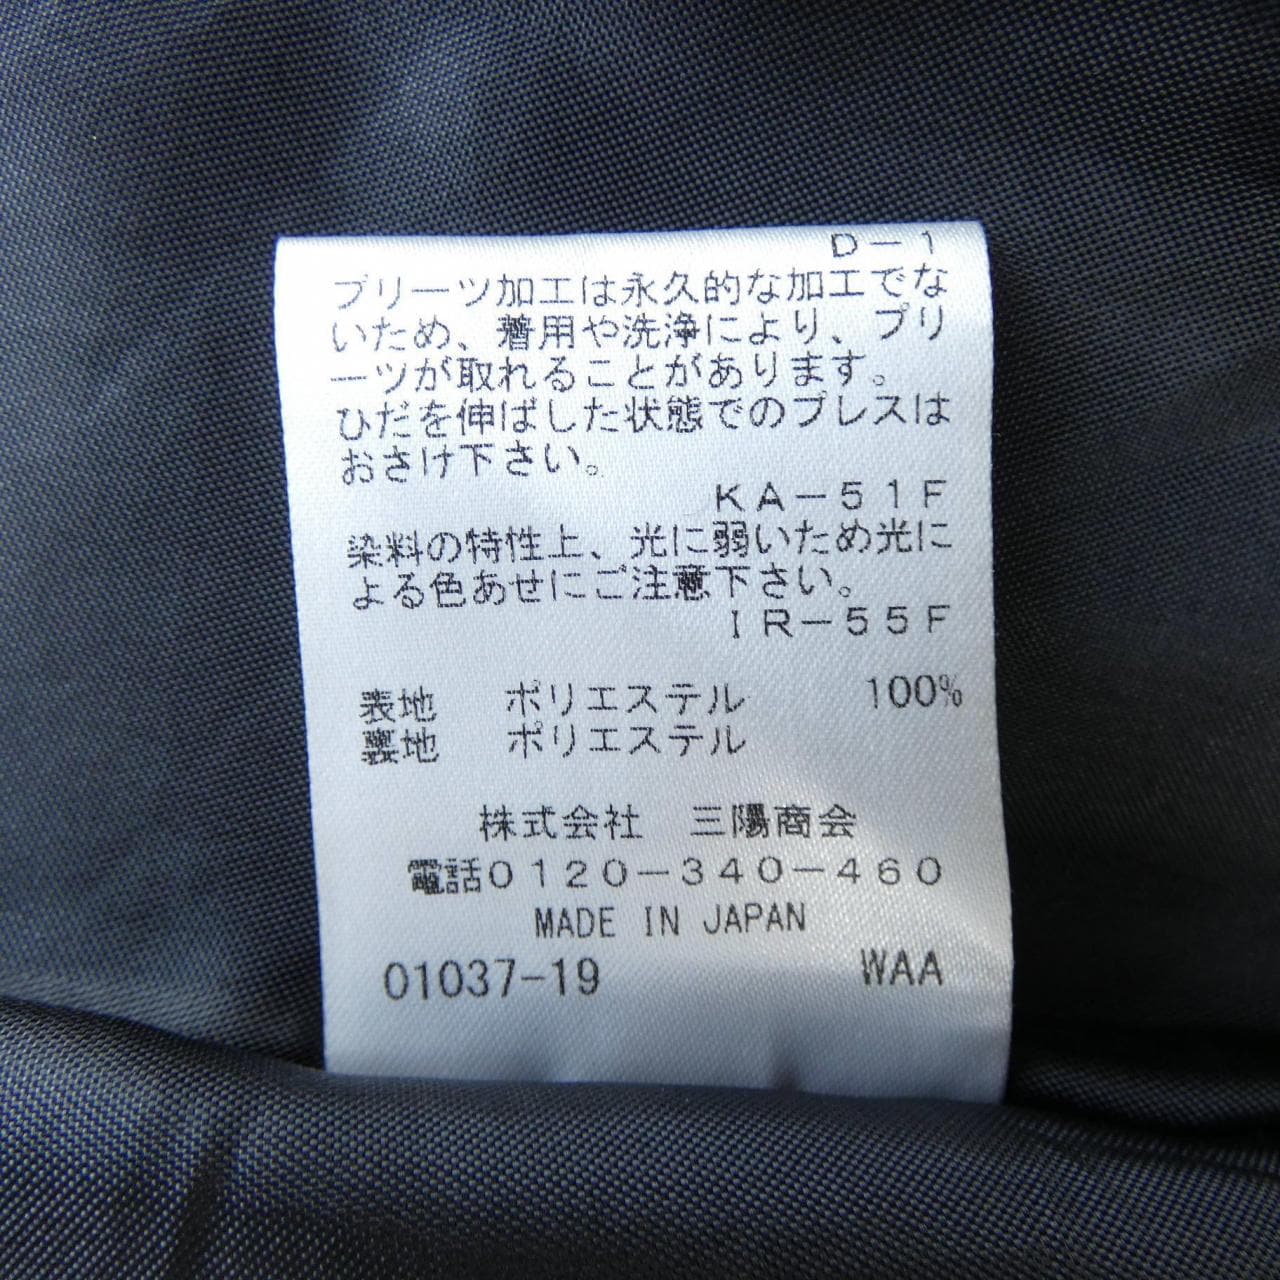 D－1
プリーツ加工は永久的な加工でな
いため、着用や洗浄により、プリ
ーツが取れることがあります。
ひだを伸ばした状態でのプレスは
おさけ下さい。
KA－51F
染料の特性上、光に弱いため光に
よる色あせにご注意下さい。
IR－55F
表地 ポリエステル 100%
裏地 ポリエステル
株式会社 三陽商会
電話0120－340－460
MADE IN JAPAN
01037-19 WAA